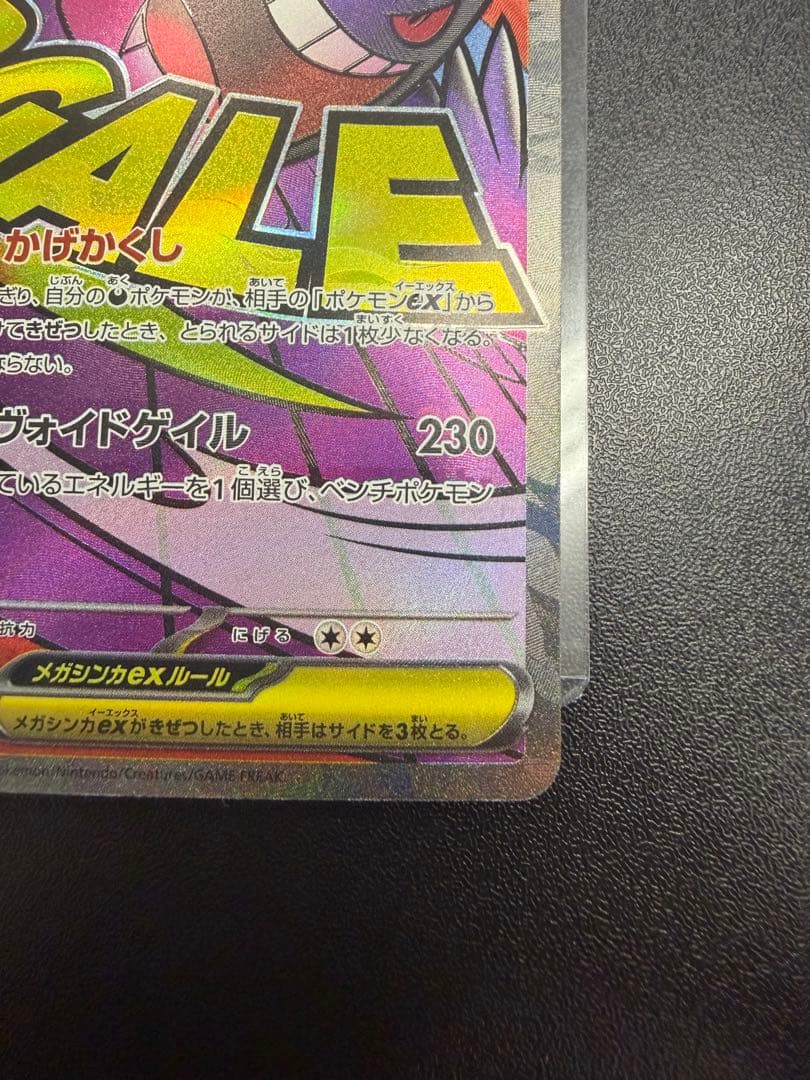 GALE
かげかくし
ぎり、自分の ポケモンが、相手の「ポケモンex」から
けてきぜつしたとき、とられるサイドは1枚少なくなる。
ならない。
ヴォイドゲイル 230
ているエネルギーを1個選び、ベンチポケモン
抗力 にげる
メガシンカexルール
メガシンカexがきぜつしたとき、相手はサイドを3枚とる。
okémon/Nintendo/Creatures/GAME FREAK.